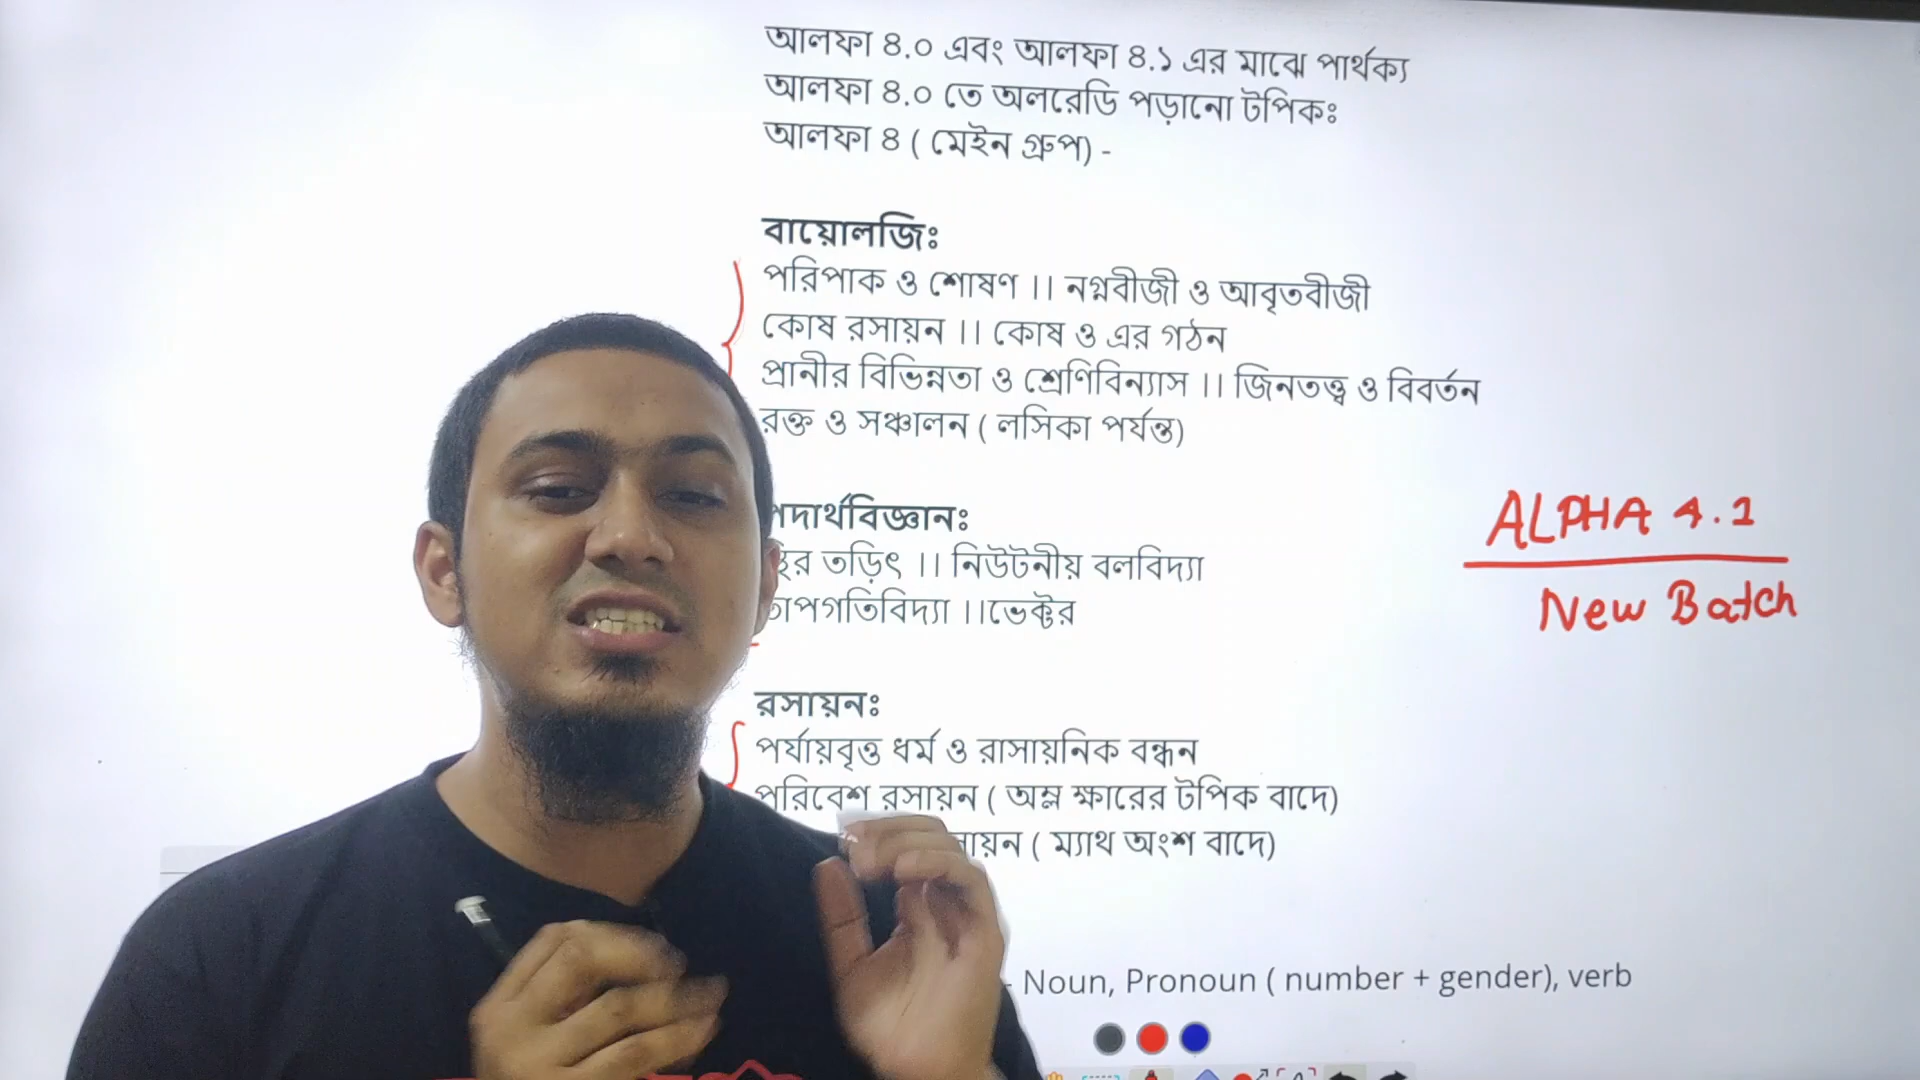 আলফা ৪.০ এবং আলফা ৪.১ এর মাঝে পার্থক্য
আলফা ৪.০ তে অলরেডি পড়ানো টপিকঃ
আলফা ৪ ( মেইন গ্রুপ) -
বায়োলজিঃ
পরিপাক ও শোষণ ।। নগ্নবীজী ও আবৃতবীজী
কোষ রসায়ন ।। কোষ ও এর গঠন
প্রানীর বিভিন্নতা ও শ্রেণিবিন্যাস ।। জিনতত্ত্ব ও বিবর্তন
রক্ত ও সঞ্চালন ( লসিকা পর্যন্ত)
পদার্থবিজ্ঞানঃ
স্থির তড়িৎ ।। নিউটনীয় বলবিদ্যা
তাপগতিবিদ্যা ।।ভেক্টর
ALPHA 4.1
New Batch
রসায়নঃ
পর্যায়বৃত্ত ধর্ম ও রাসায়নিক বন্ধন
পরিবেশ রসায়ন ( অম্ল ক্ষারের টপিক বাদে)
( ম্যাথ অংশ বাদে)
- Noun, Pronoun ( number + gender), verb